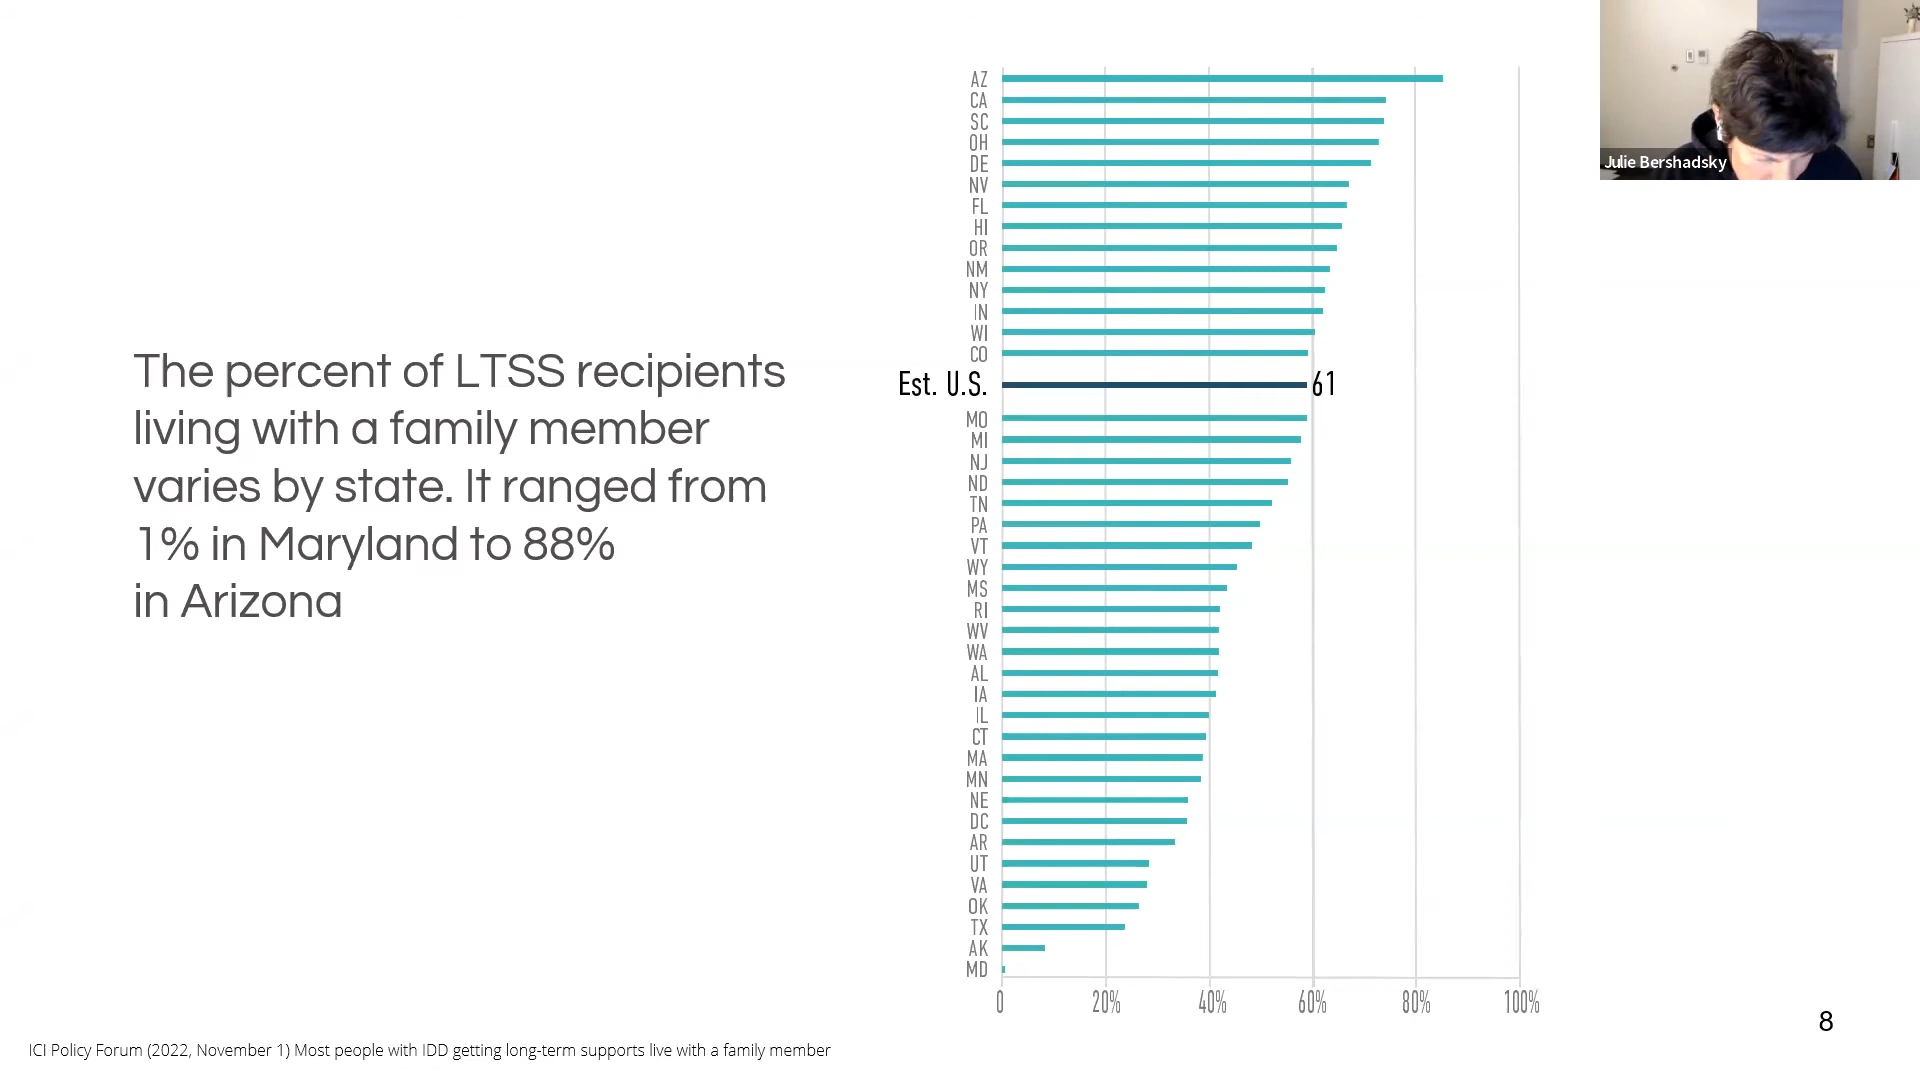 The percent of LTSS recipients
living with a family member
varies by state. It ranged from
1% in Maryland to 88%
in Arizona
AZ
CA
SC
OH
DE
NV
FL
HI
OR
NM
NY
IN
WI
CO
Est. U.S. 61
MO
MI
NJ
ND
TN
PA
VT
WY
MS
RI
WV
WA
AL
IA
IL
CT
MA
MN
NE
DC
AR
UT
VA
OK
TX
AK
MD
0 20% 40% 60% 80% 100%
Julie Bershadsky
8
ICI Policy Forum (2022, November 1) Most people with IDD getting long-term supports live with a family member